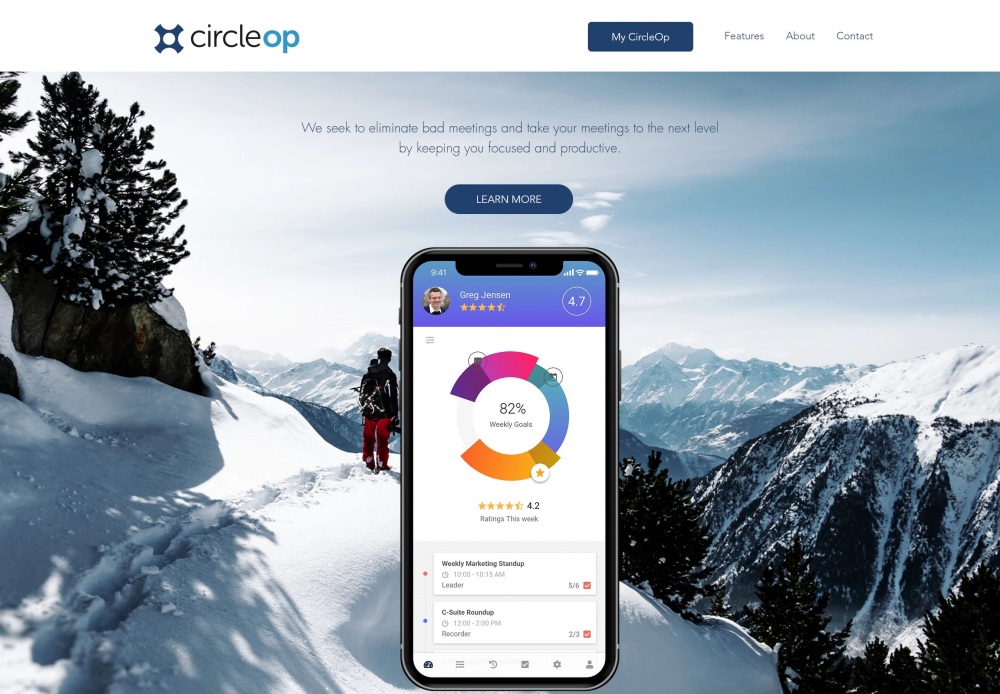 circleop
My CircleOp
Features
About
Contact
We seek to eliminate bad meetings and take your meetings to the next level
by keeping you focused and productive.
LEARN MORE
9:41
Greg Jensen
4.7
82%
Weekly Goals
4.2
Ratings This week
Weekly Marketing Standup
10:00 - 10:15 AM
Leader
5/6
C-Suite Roundup
12:00 - 2:00 PM
Recorder
2/3